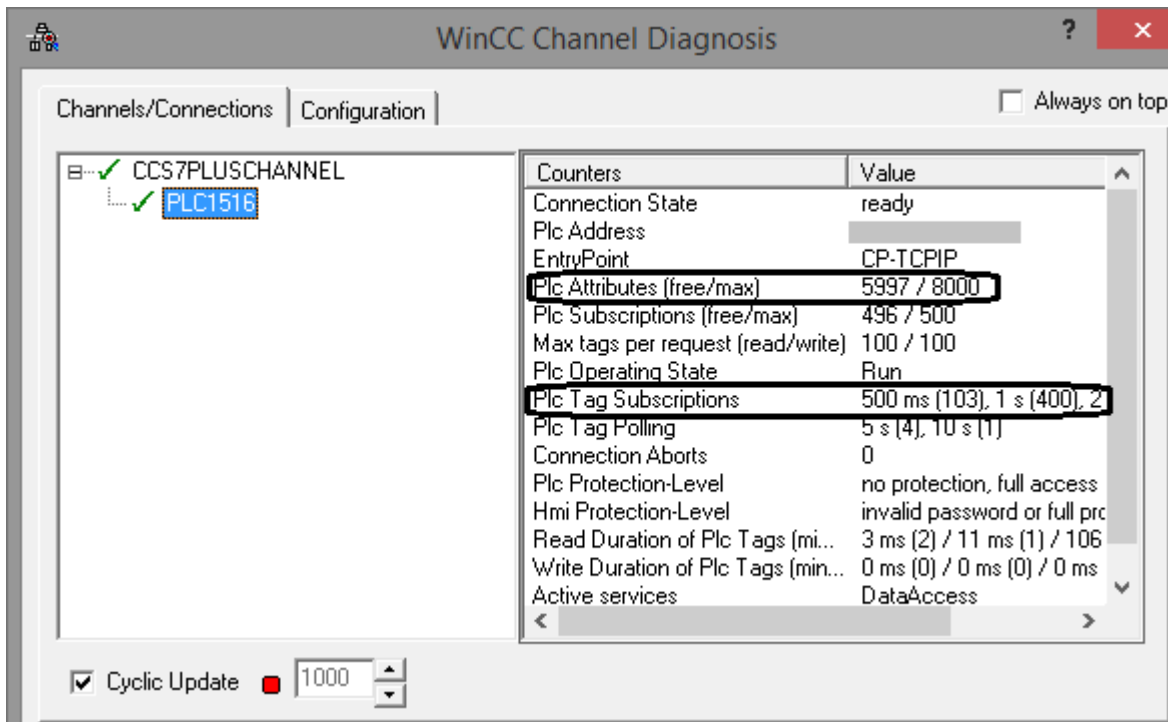 WinCC Channel Diagnosis ?
Channels/Connections Configuration Always on top
CCS7PLUSCHANNEL
PLC1516
Counters Value
Connection State ready
Plc Address
EntryPoint CP-TCPIP
Plc Attributes (free/max) 5997 / 8000
Plc Subscriptions (free/max) 496 / 500
Max tags per request (read/write) 100 / 100
Plc Operating State Run
Plc Tag Subscriptions 500 ms (103), 1 s (400), 2
Plc Tag Polling 5 s (4), 10 s (1)
Connection Aborts 0
Plc Protection-Level no protection, full access
Hmi Protection-Level invalid password or full pro
Read Duration of Plc Tags (mi... 3 ms (2) / 11 ms (1) / 106
Write Duration of Plc Tags (min... 0 ms (0) / 0 ms (0) / 0 ms
Active services DataAccess
Cyclic Update 1000